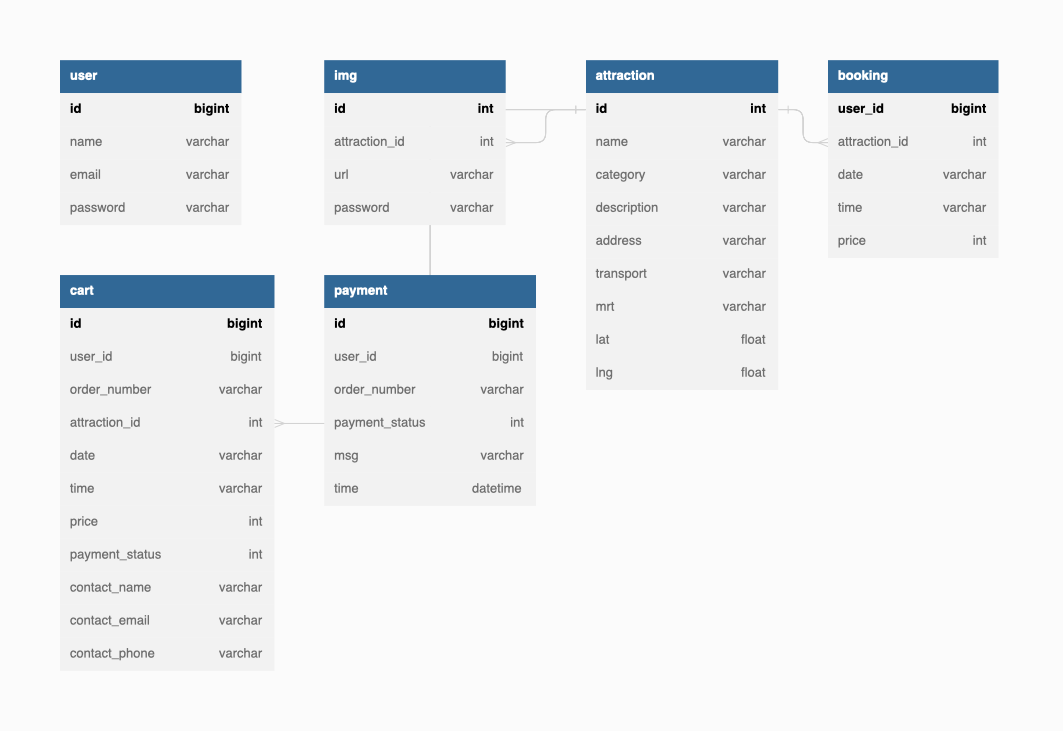 user
id bigint
name varchar
email varchar
password varchar
img
id int
attraction_id int
url varchar
password varchar
attraction
id int
name varchar
category varchar
description varchar
address varchar
transport varchar
mrt varchar
lat float
lng float
booking
user_id bigint
attraction_id int
date varchar
time varchar
price int
cart
id bigint
user_id bigint
order_number varchar
attraction_id int
date varchar
time varchar
price int
payment_status int
contact_name varchar
contact_email varchar
contact_phone varchar
payment
id bigint
user_id bigint
order_number varchar
payment_status int
msg varchar
time datetime